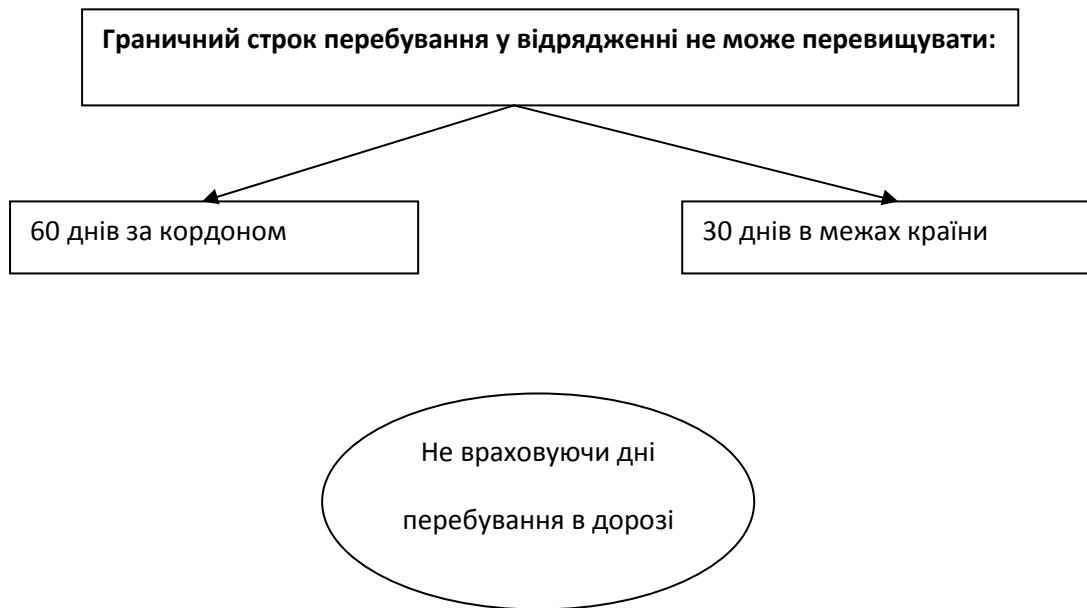 Граничний строк перебування у відрядженні не може перевищувати:
60 днів за кордоном
30 днів в межах країни
Не враховуючи дні
перебування в дорозі